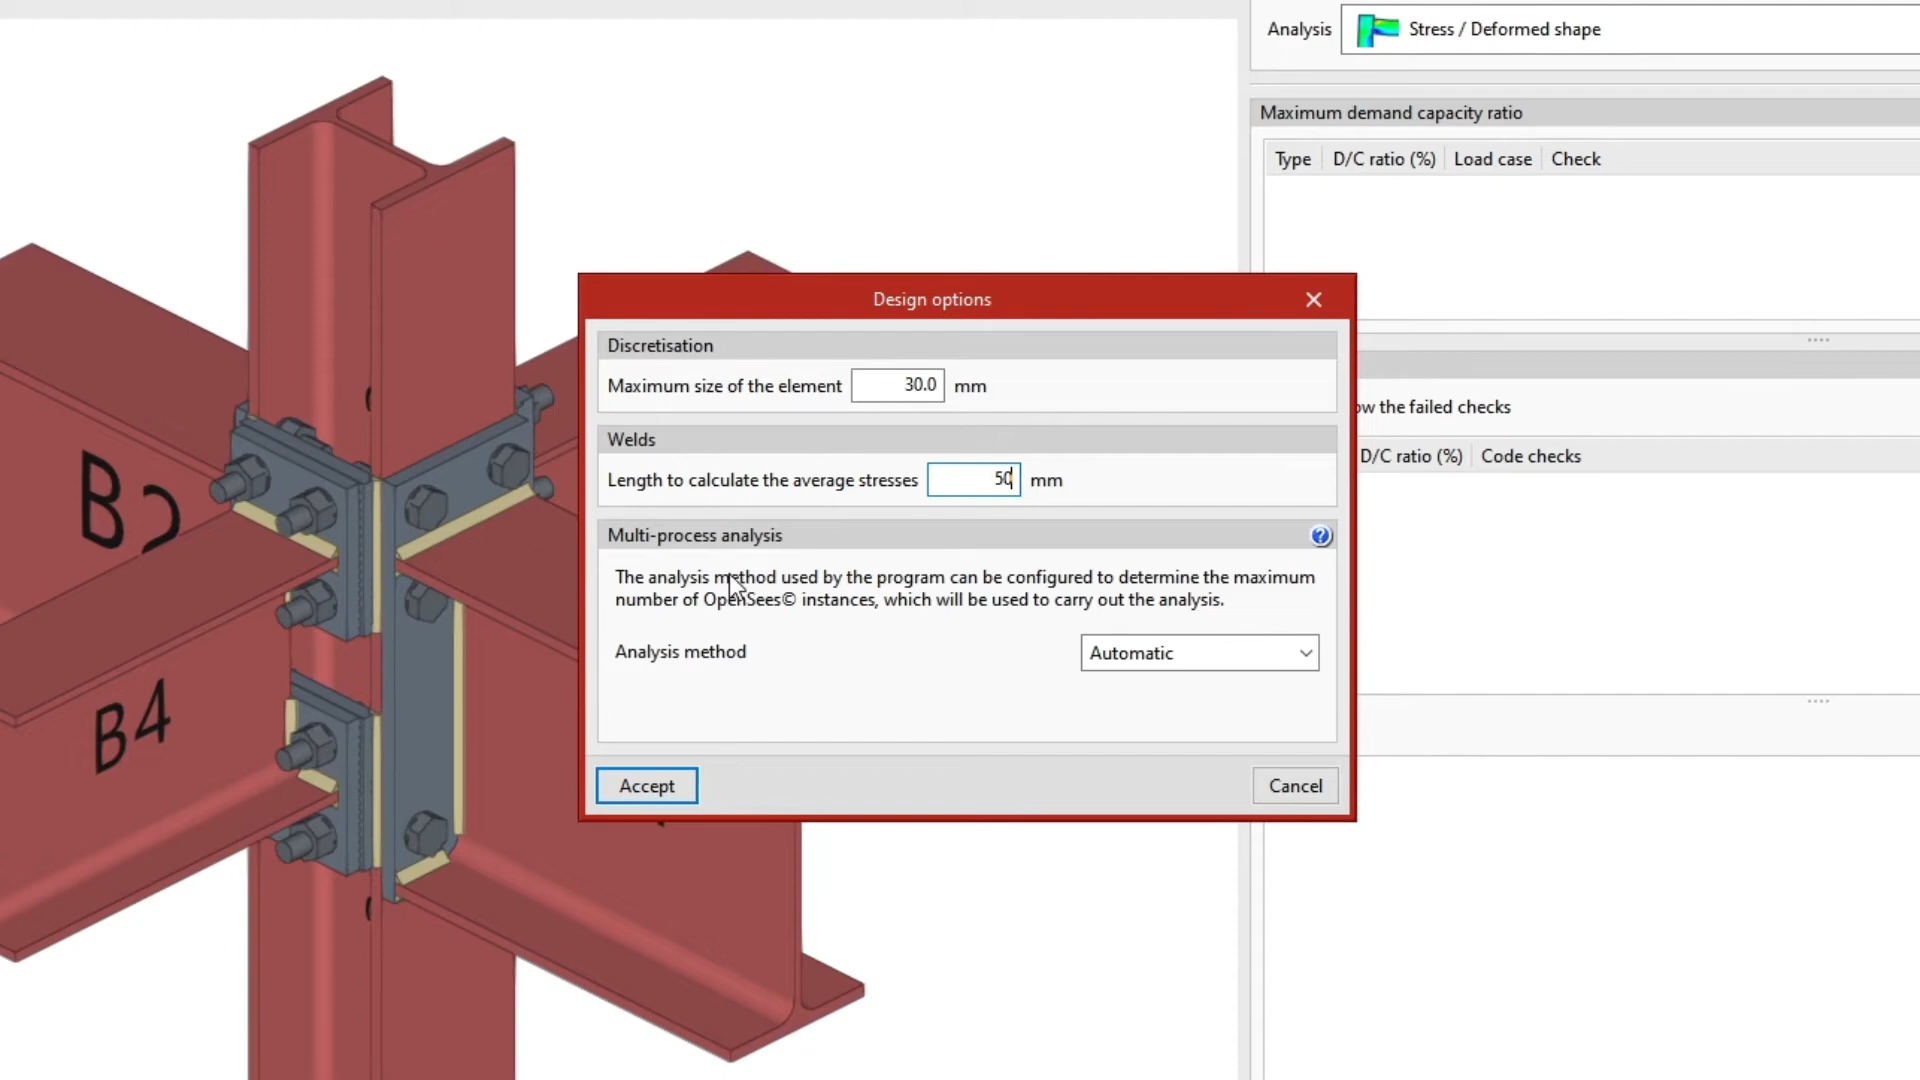 Analysis Stress / Deformed shape
Maximum demand capacity ratio
Type D/C ratio (%) Load case Check
Design options
Discretisation
Maximum size of the element 30.0 mm
ow the failed checks
Welds
D/C ratio (%) Code checks
Length to calculate the average stresses 50 mm
Multi-process analysis
The analysis method used by the program can be configured to determine the maximum
number of OpenSees© instances, which will be used to carry out the analysis.
Analysis method Automatic
Accept Cancel
B4